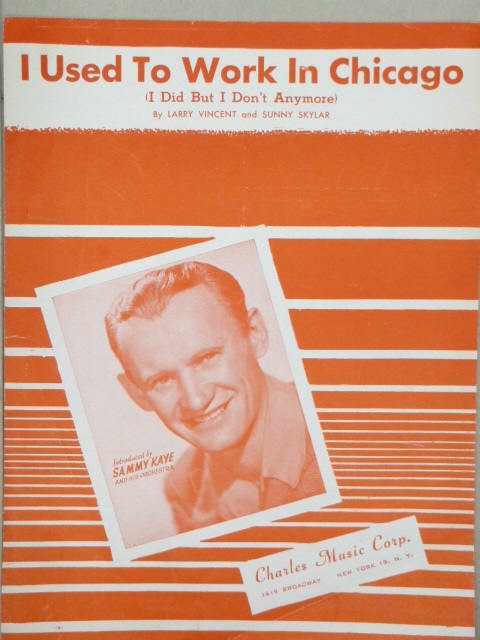 I Used To Work In Chicago
(I Did But I Don't Anymore)
By LARRY VINCENT and SUNNY SKYLAR
Introduced by
SAMMY KAYE
AND HIS ORCHESTRA
Charles Music Corp.
1619 BROADWAY NEW YORK 19, N. Y.